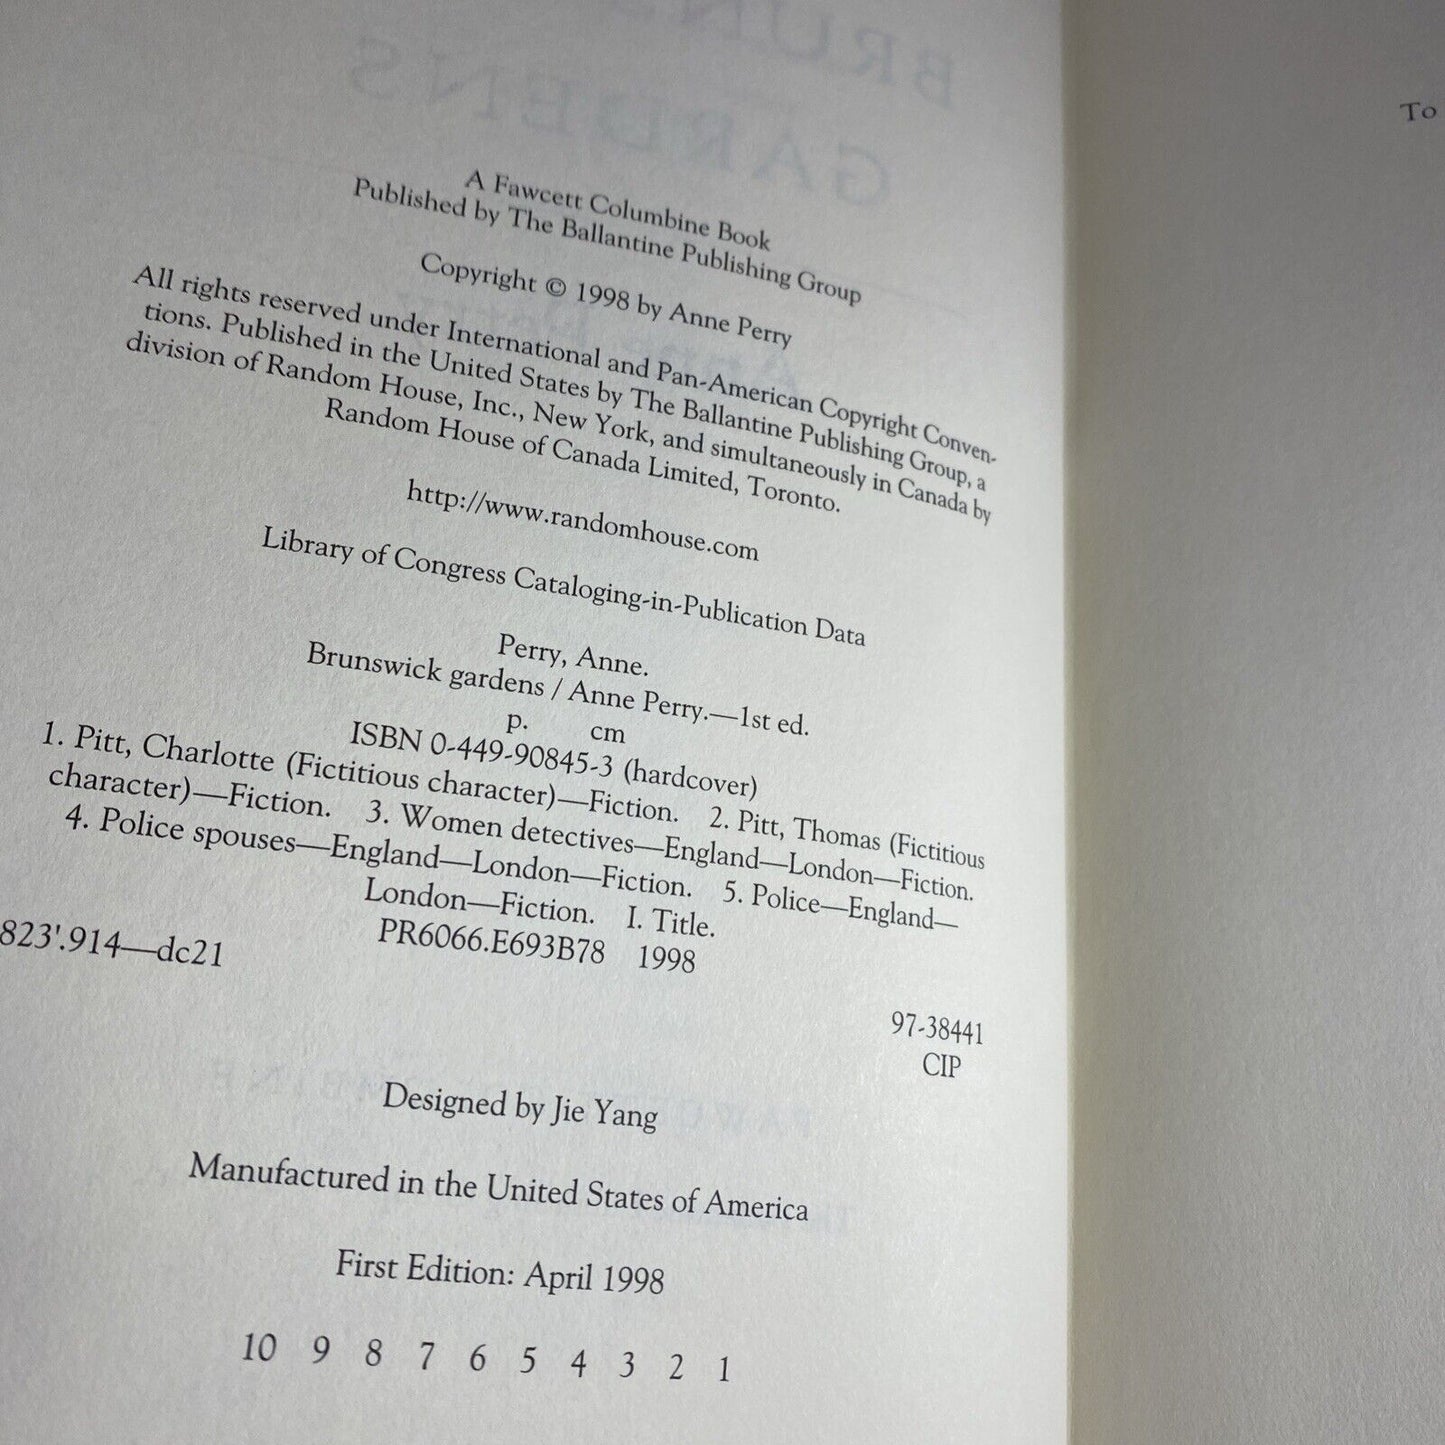 A Fawcett Columbine Book
Published by The Ballantine Publishing Group
Copyright © 1998 by Anne Perry
All rights reserved under International and Pan-American Copyright Conven-
tions. Published in the United States by The Ballantine Publishing Group, a
division of Random House, Inc., New York, and simultaneously in Canada by
Random House of Canada Limited, Toronto.
http://www.randomhouse.com
Library of Congress Cataloging-in-Publication Data
Perry, Anne.
Brunswick gardens / Anne Perry.—1st ed.
p. cm
ISBN 0-449-90845-3 (hardcover)
1. Pitt, Charlotte (Fictitious character)—Fiction. 2. Pitt, Thomas (Fictitious
character)—Fiction. 3. Women detectives—England—London—Fiction.
4. Police spouses—England—London—Fiction. 5. Police—England—
London—Fiction. I. Title.
PR6066.E693B78 1998
823'.914—dc21
97-38441
CIP
Designed by Jie Yang
Manufactured in the United States of America
First Edition: April 1998
10 9 8 7 6 5 4 3 2 1
To